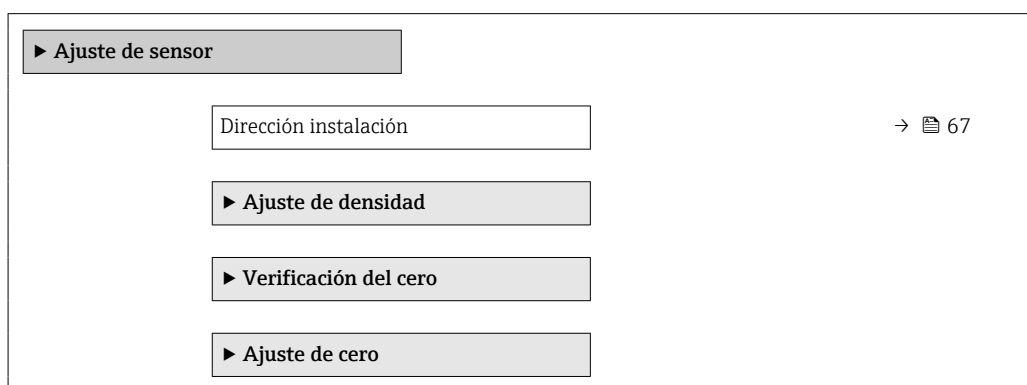 ▶ Ajuste de sensor
Dirección instalación → 67
▶ Ajuste de densidad
▶ Verificación del cero
▶ Ajuste de cero